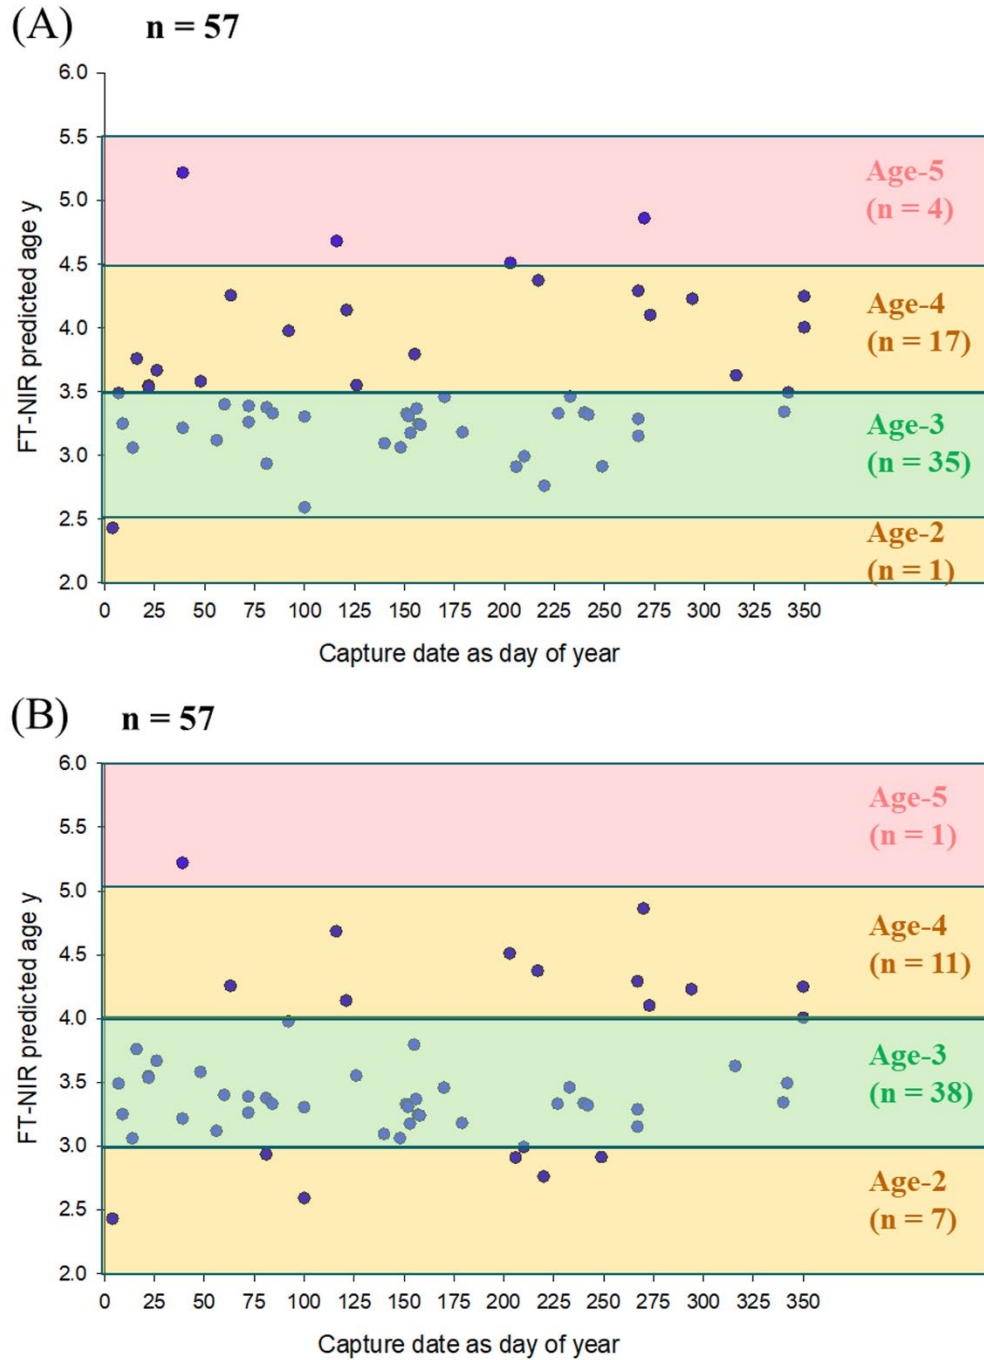 (A) n = 57
6.0
5.5
5.0
4.5
4.0
3.5
3.0
2.5
2.0
FT-NIR predicted age y
Age-5
(n = 4)
Age-4
(n = 17)
Age-3
(n = 35)
Age-2
(n = 1)
0 25 50 75 100 125 150 175 200 225 250 275 300 325 350
Capture date as day of year
(B) n = 57
6.0
5.5
5.0
4.5
4.0
3.5
3.0
2.5
2.0
FT-NIR predicted age y
Age-5
(n = 1)
Age-4
(n = 11)
Age-3
(n = 38)
Age-2
(n = 7)
0 25 50 75 100 125 150 175 200 225 250 275 300 325 350
Capture date as day of year